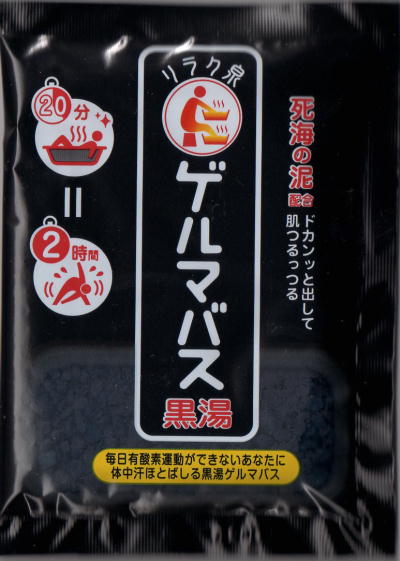 リラク泉
ゲルマバス
黒湯
死海の泥
配合
ドカンッと出して
肌つるっつる
20分
=
2時間
毎日有酸素運動ができないあなたに
体中汗ほとばしる黒湯ゲルマバス